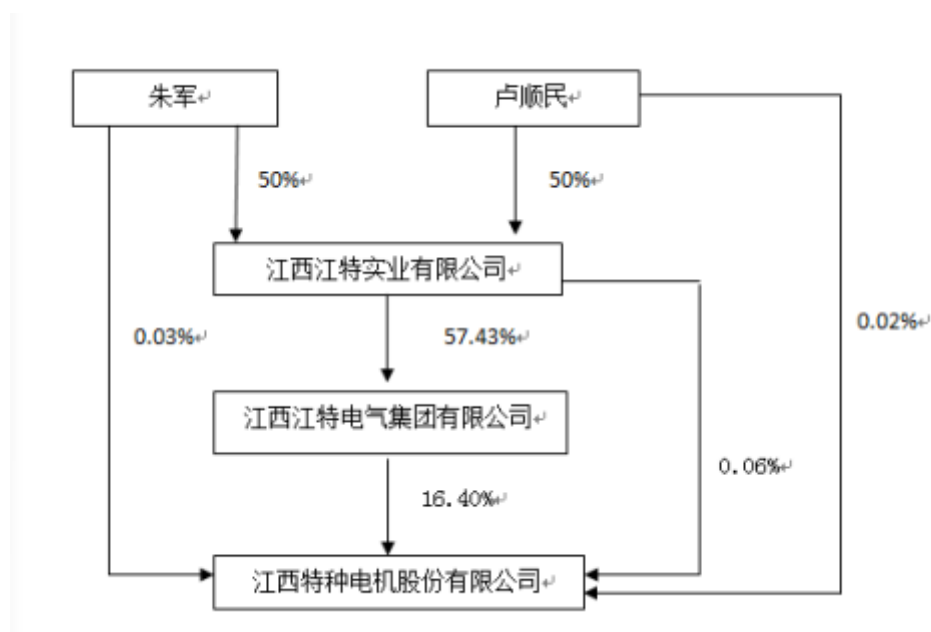 朱军
卢顺民
50%
50%
江西江特实业有限公司
0.03%
57.43%
0.02%
江西江特电气集团有限公司
0.06%
16.40%
江西特种电机股份有限公司